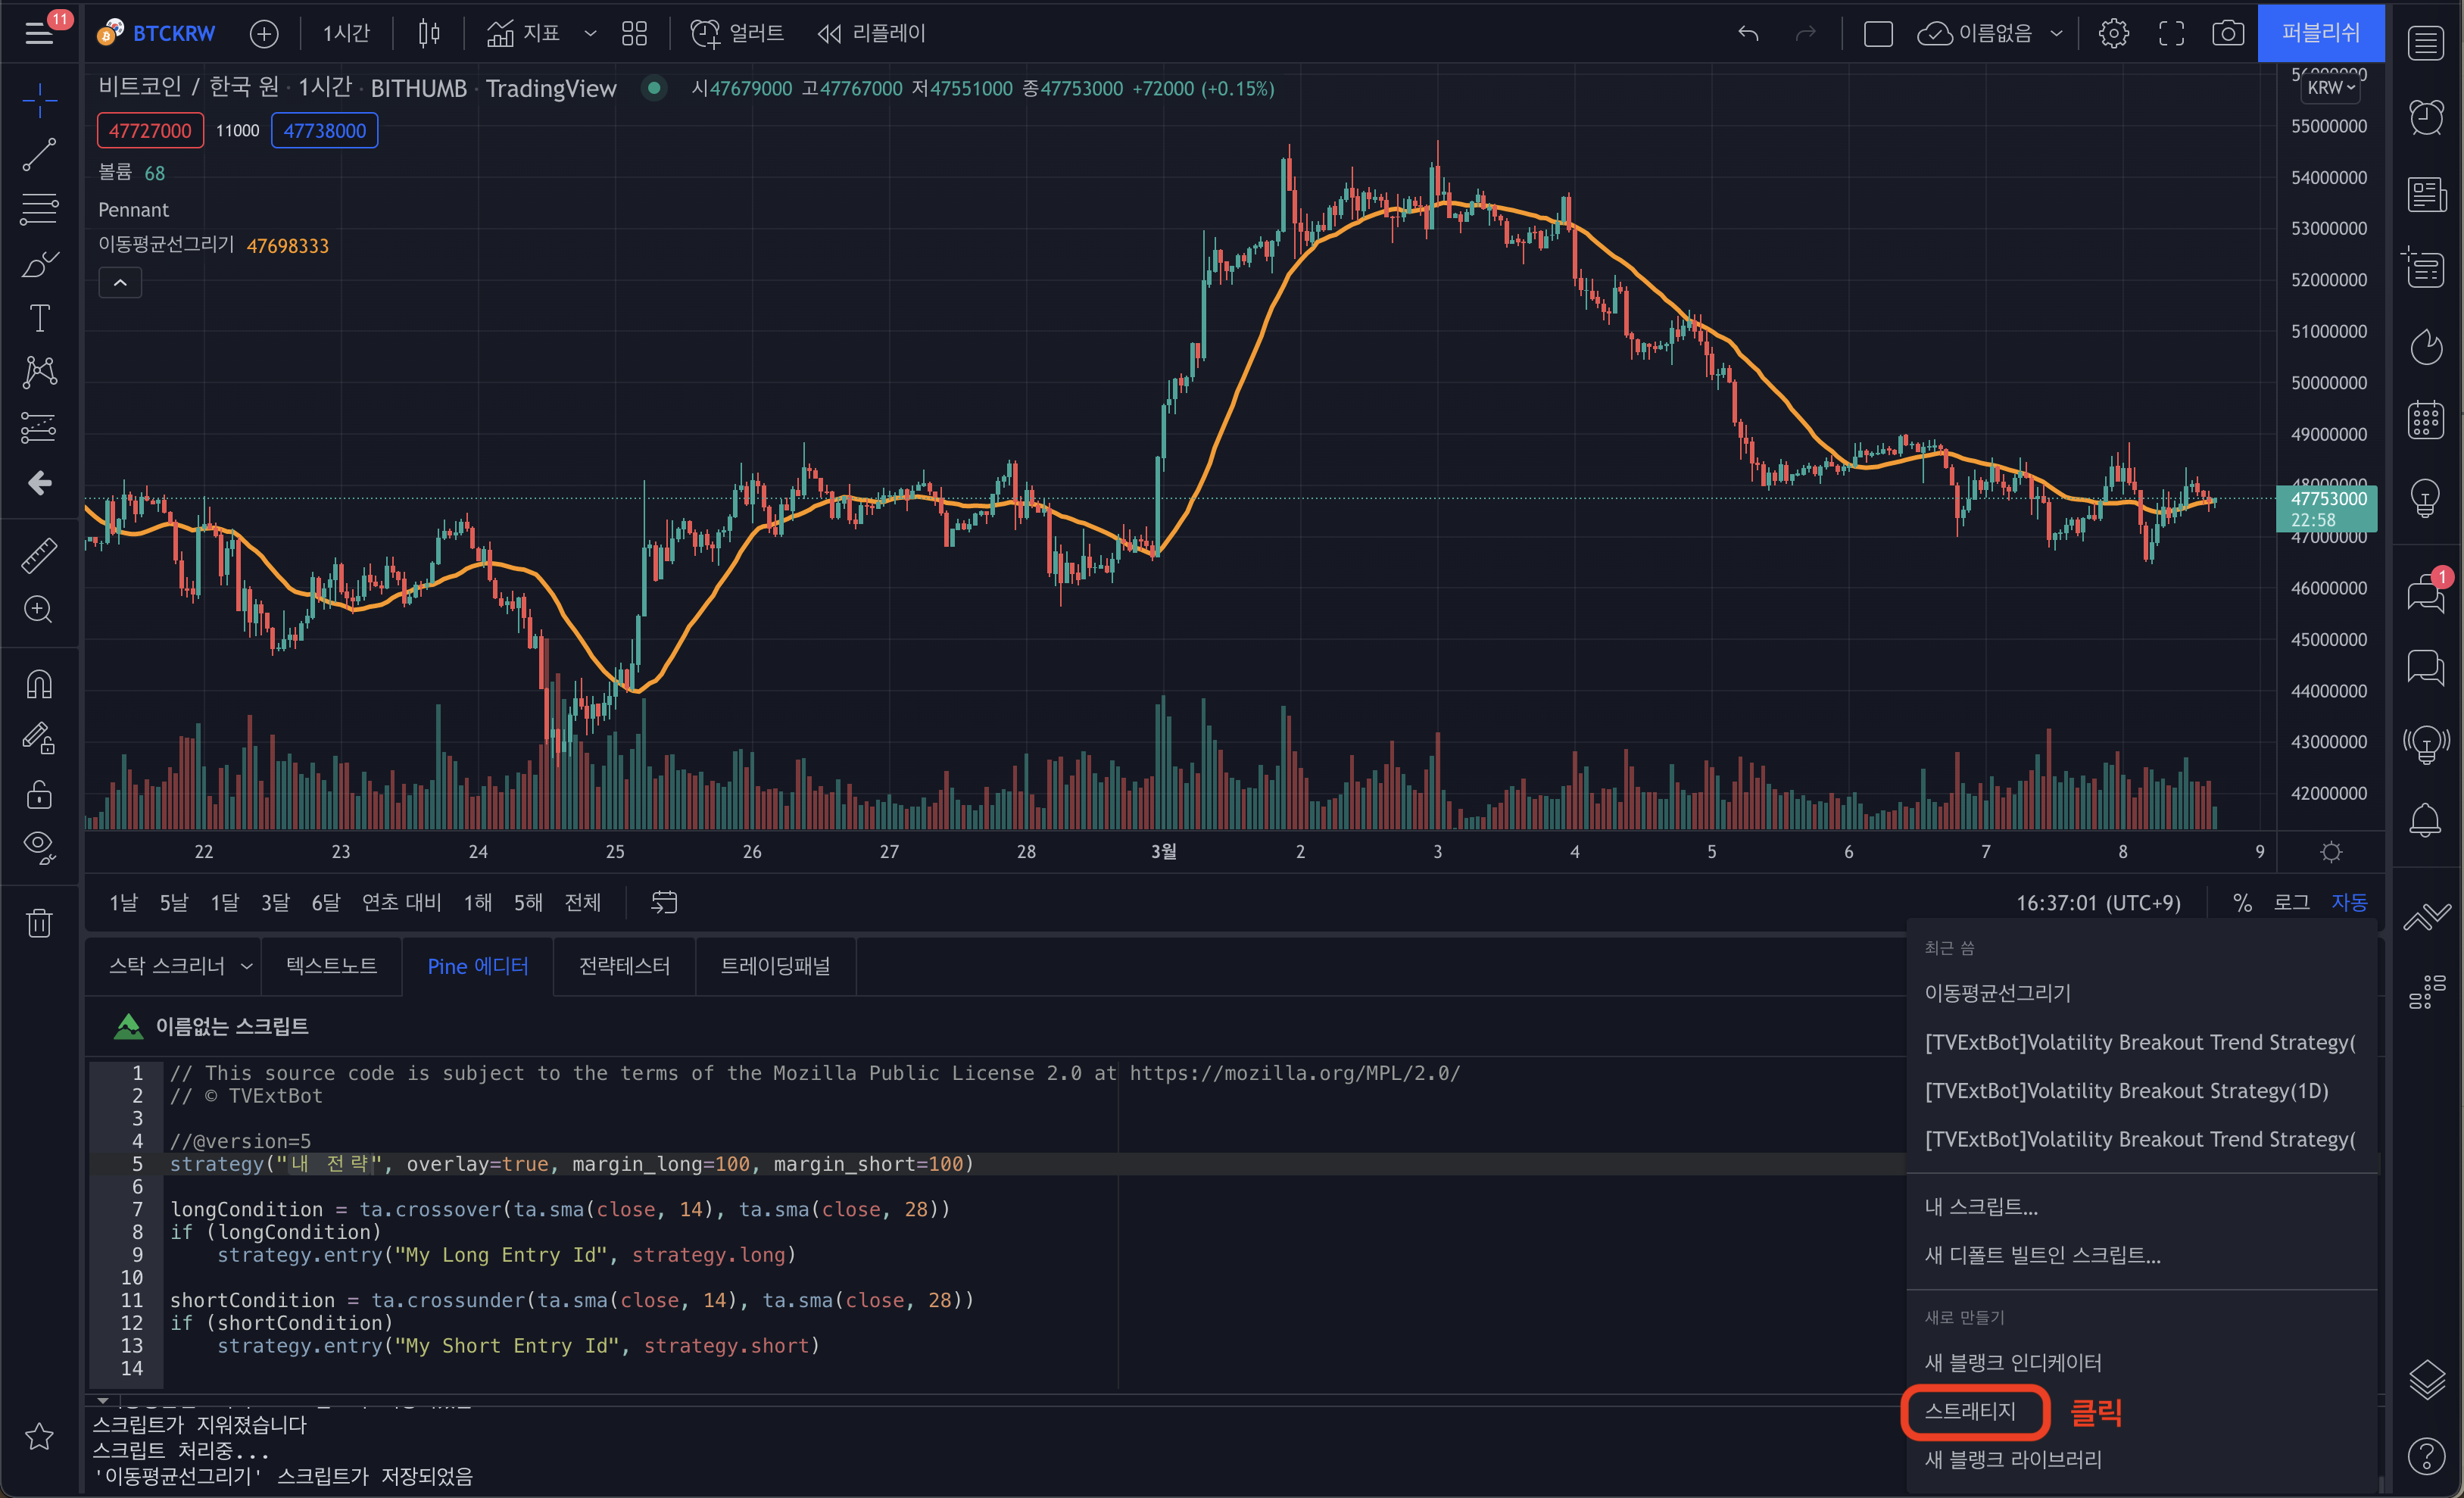 11
BTCKRW
1시간
지표
얼러트
리플레이
이름없음
퍼블리쉬
비트코인 / 한국 원 · 1시간 · BITHUMB · TradingView
시47679000 고47767000 저47551000 종47753000 +72000 (+0.15%)
47727000 11000 47738000
볼륨 68
Pennant
이동평균선그리기 47698333
56000000
KRW
55000000
54000000
53000000
52000000
51000000
50000000
49000000
48000000
47753000
22:58
47000000
46000000
45000000
44000000
43000000
42000000
22 23 24 25 26 27 28 3월 2 3 4 5 6 7 8 9
1
1날 5날 1달 3달 6달 연초 대비 1해 5해 전체
16:37:01 (UTC+9) % 로그 자동
스탁 스크리너 텍스트노트 Pine 에디터 전략테스터 트레이딩패널
이름없는 스크립트
1 // This source code is subject to the terms of the Mozilla Public License 2.0 at https://mozilla.org/MPL/2.0/
2 // © TVExtBot
3
4 //@version=5
5 strategy("내 전략", overlay=true, margin_long=100, margin_short=100)
6
7 longCondition = ta.crossover(ta.sma(close, 14), ta.sma(close, 28))
8 if (longCondition)
9     strategy.entry("My Long Entry Id", strategy.long)
10
11 shortCondition = ta.crossunder(ta.sma(close, 14), ta.sma(close, 28))
12 if (shortCondition)
13     strategy.entry("My Short Entry Id", strategy.short)
14
스크립트가 지워졌습니다
스크립트 처리중...
'이동평균선그리기' 스크립트가 저장되었음
최근 씀
이동평균선그리기
[TVExtBot]Volatility Breakout Trend Strategy(
[TVExtBot]Volatility Breakout Strategy(1D)
[TVExtBot]Volatility Breakout Trend Strategy(
내 스크립트...
새 디폴트 빌트인 스크립트...
새로 만들기
새 블랭크 인디케이터
스트래티지
클릭
새 블랭크 라이브러리